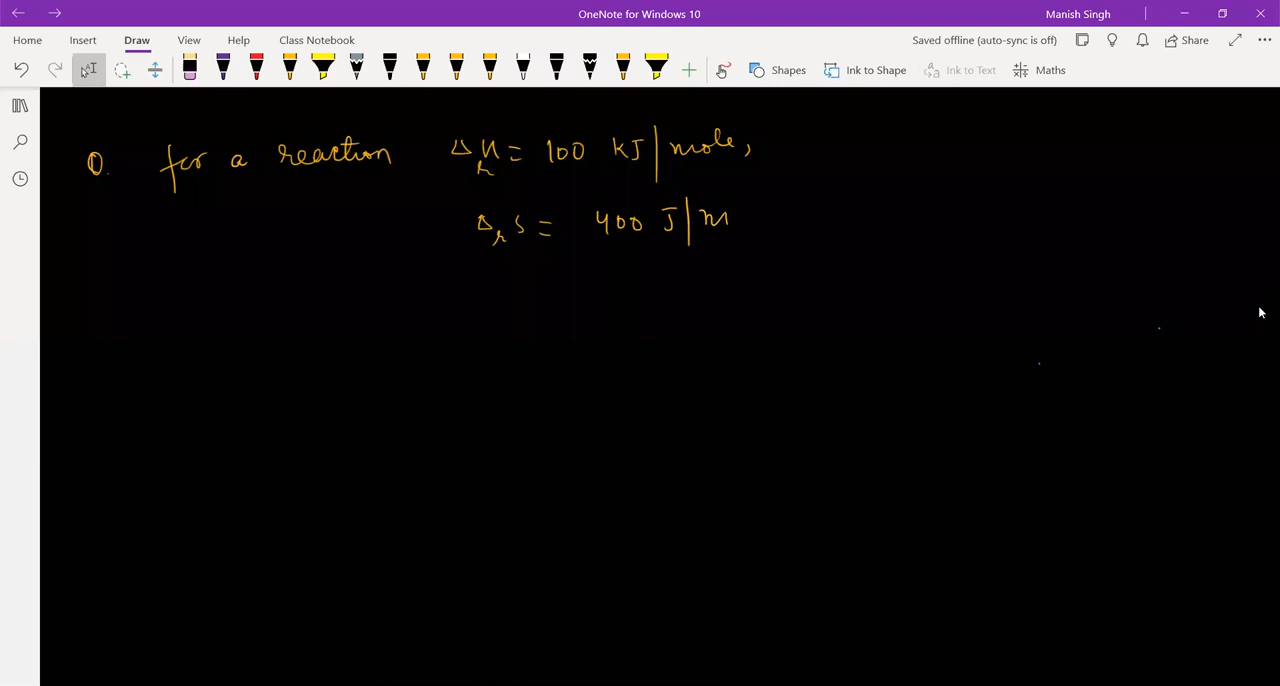 OneNote for Windows 10
Manish Singh
Home Insert Draw View Help Class Notebook
Saved offline (auto-sync is off) Share
Shapes Ink to Shape Ink to Text Maths
Q. for a reaction ΔrH = 100 KJ|mole,
ΔrS = 400 J|m